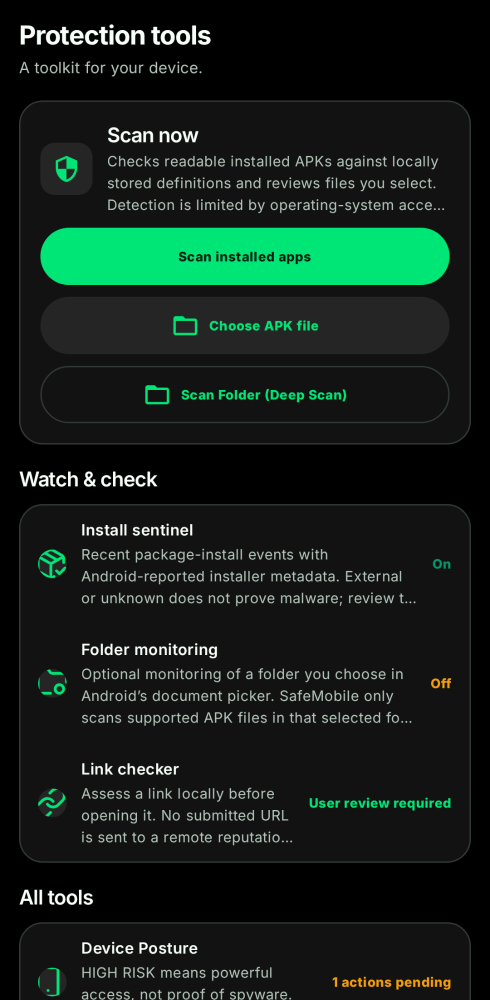 Protection tools
A toolkit for your device.
Scan now
Checks readable installed APKs against locally
stored definitions and reviews files you select.
Detection is limited by operating-system acce...
Scan installed apps
Choose APK file
Scan Folder (Deep Scan)
Watch & check
Install sentinel
Recent package-install events with
Android-reported installer metadata. External
or unknown does not prove malware; review t...
On
Folder monitoring
Optional monitoring of a folder you choose in
Android’s document picker. SafeMobile only
scans supported APK files in that selected fo...
Off
Link checker
Assess a link locally before
opening it. No submitted URL
is sent to a remote reputatio...
User review required
All tools
Device Posture
HIGH RISK means powerful
access, not proof of spyware.
1 actions pending